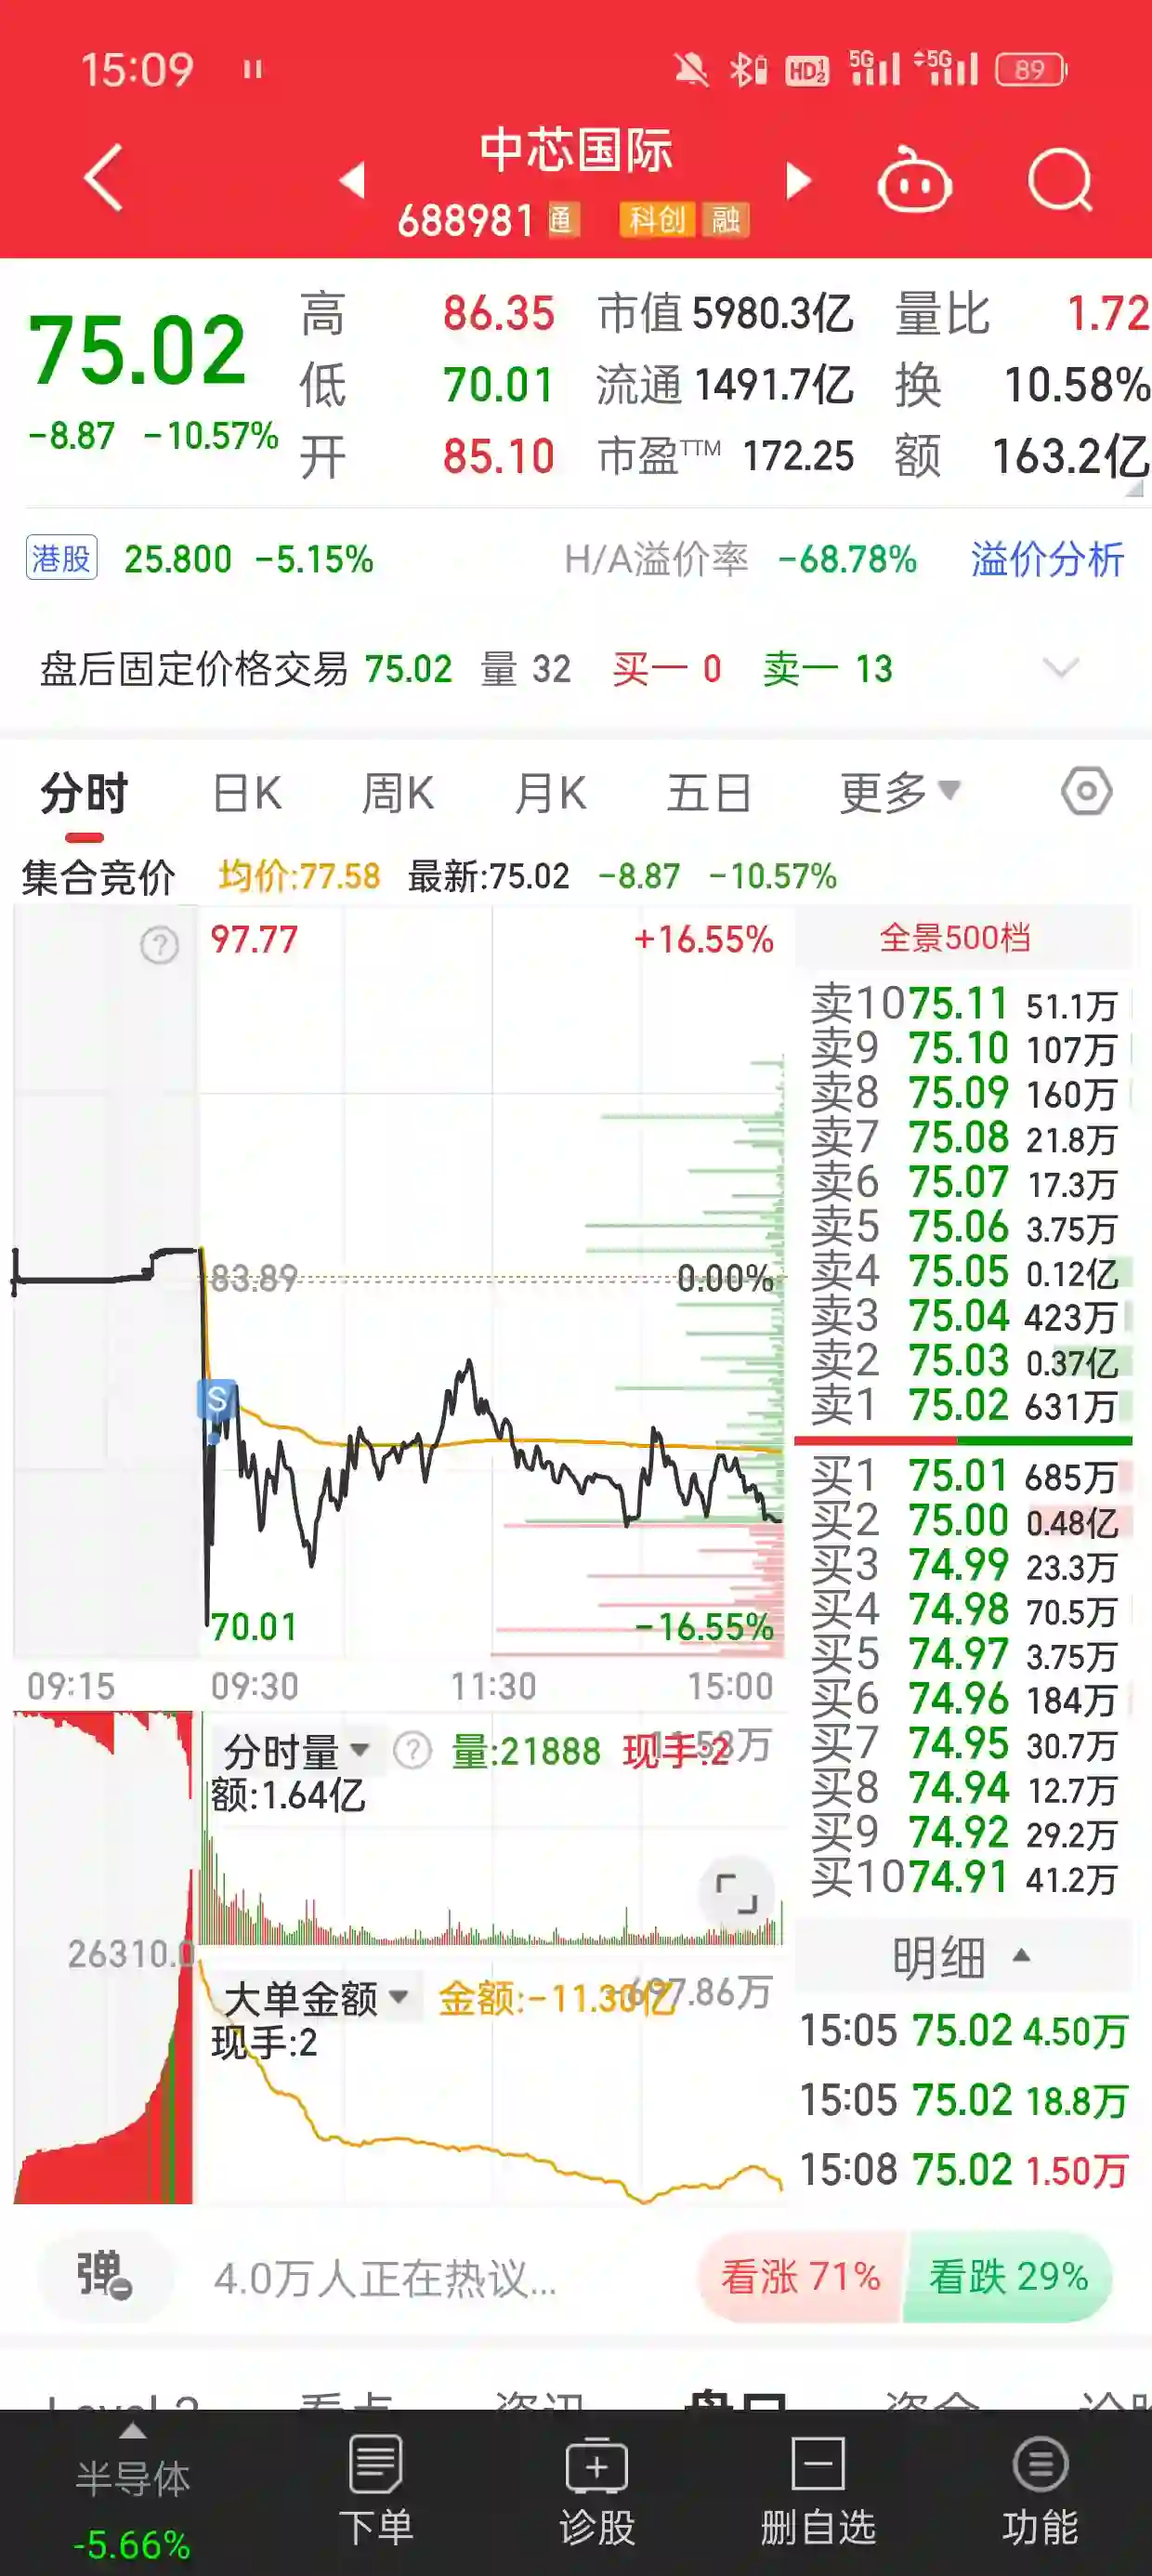 15:09 HD 5G 5G 89
中芯国际
688981 通 科创 融
75.02
-8.87 -10.57%
高 86.35 市值 5980.3亿 量比 1.72
低 70.01 流通 1491.7亿 换 10.58%
开 85.10 市盈TTM 172.25 额 163.2亿
港股 25.800 -5.15% H/A溢价率 -68.78% 溢价分析
盘后固定价格交易 75.02 量 32 买一 0 卖一 13
分时 日K 周K 月K 五日 更多
集合竞价 均价:77.58 最新:75.02 -8.87 -10.57%
97.77 +16.55%
83.89 0.00%
S
70.01 -16.55%
09:15 09:30 11:30 15:00
全景500档
卖10 75.11 51.1万
卖9 75.10 107万
卖8 75.09 160万
卖7 75.08 21.8万
卖6 75.07 17.3万
卖5 75.06 3.75万
卖4 75.05 0.12亿
卖3 75.04 423万
卖2 75.03 0.37亿
卖1 75.02 631万
买1 75.01 685万
买2 75.00 0.48亿
买3 74.99 23.3万
买4 74.98 70.5万
买5 74.97 3.75万
买6 74.96 184万
买7 74.95 30.7万
买8 74.94 12.7万
买9 74.92 29.2万
买10 74.91 41.2万
分时量 量:21888 现手:2
额:1.64亿
26310.0
大单金额 金额:-11.30亿
现手:2
明细
15:05 75.02 4.50万
15:05 75.02 18.8万
15:08 75.02 1.50万
弹 4.0万人正在热议... 看涨 71% 看跌 29%
半导体
-5.66%
下单 诊股 删自选 功能